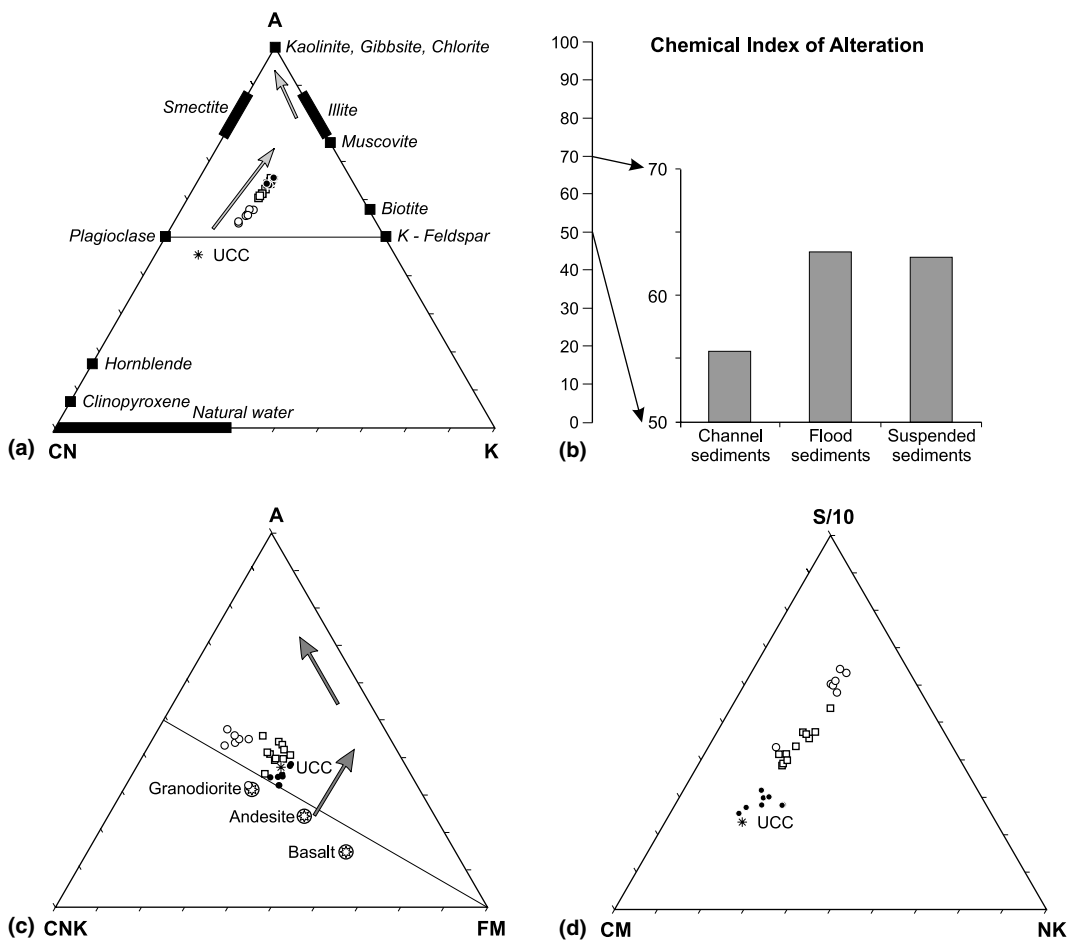 A
Kaolinite, Gibbsite, Chlorite
Smectite
Illite
Muscovite
Biotite
Plagioclase
K - Feldspar
UCC
Hornblende
Clinopyroxene
Natural water
(a) CN
K
Chemical Index of Alteration
100
90
80
70
60
50
40
30
20
10
0
70
60
50
(b)
Channel sediments
Flood sediments
Suspended sediments
A
UCC
Granodiorite
Andesite
Basalt
(c) CNK
FM
S/10
UCC
(d) CM
NK